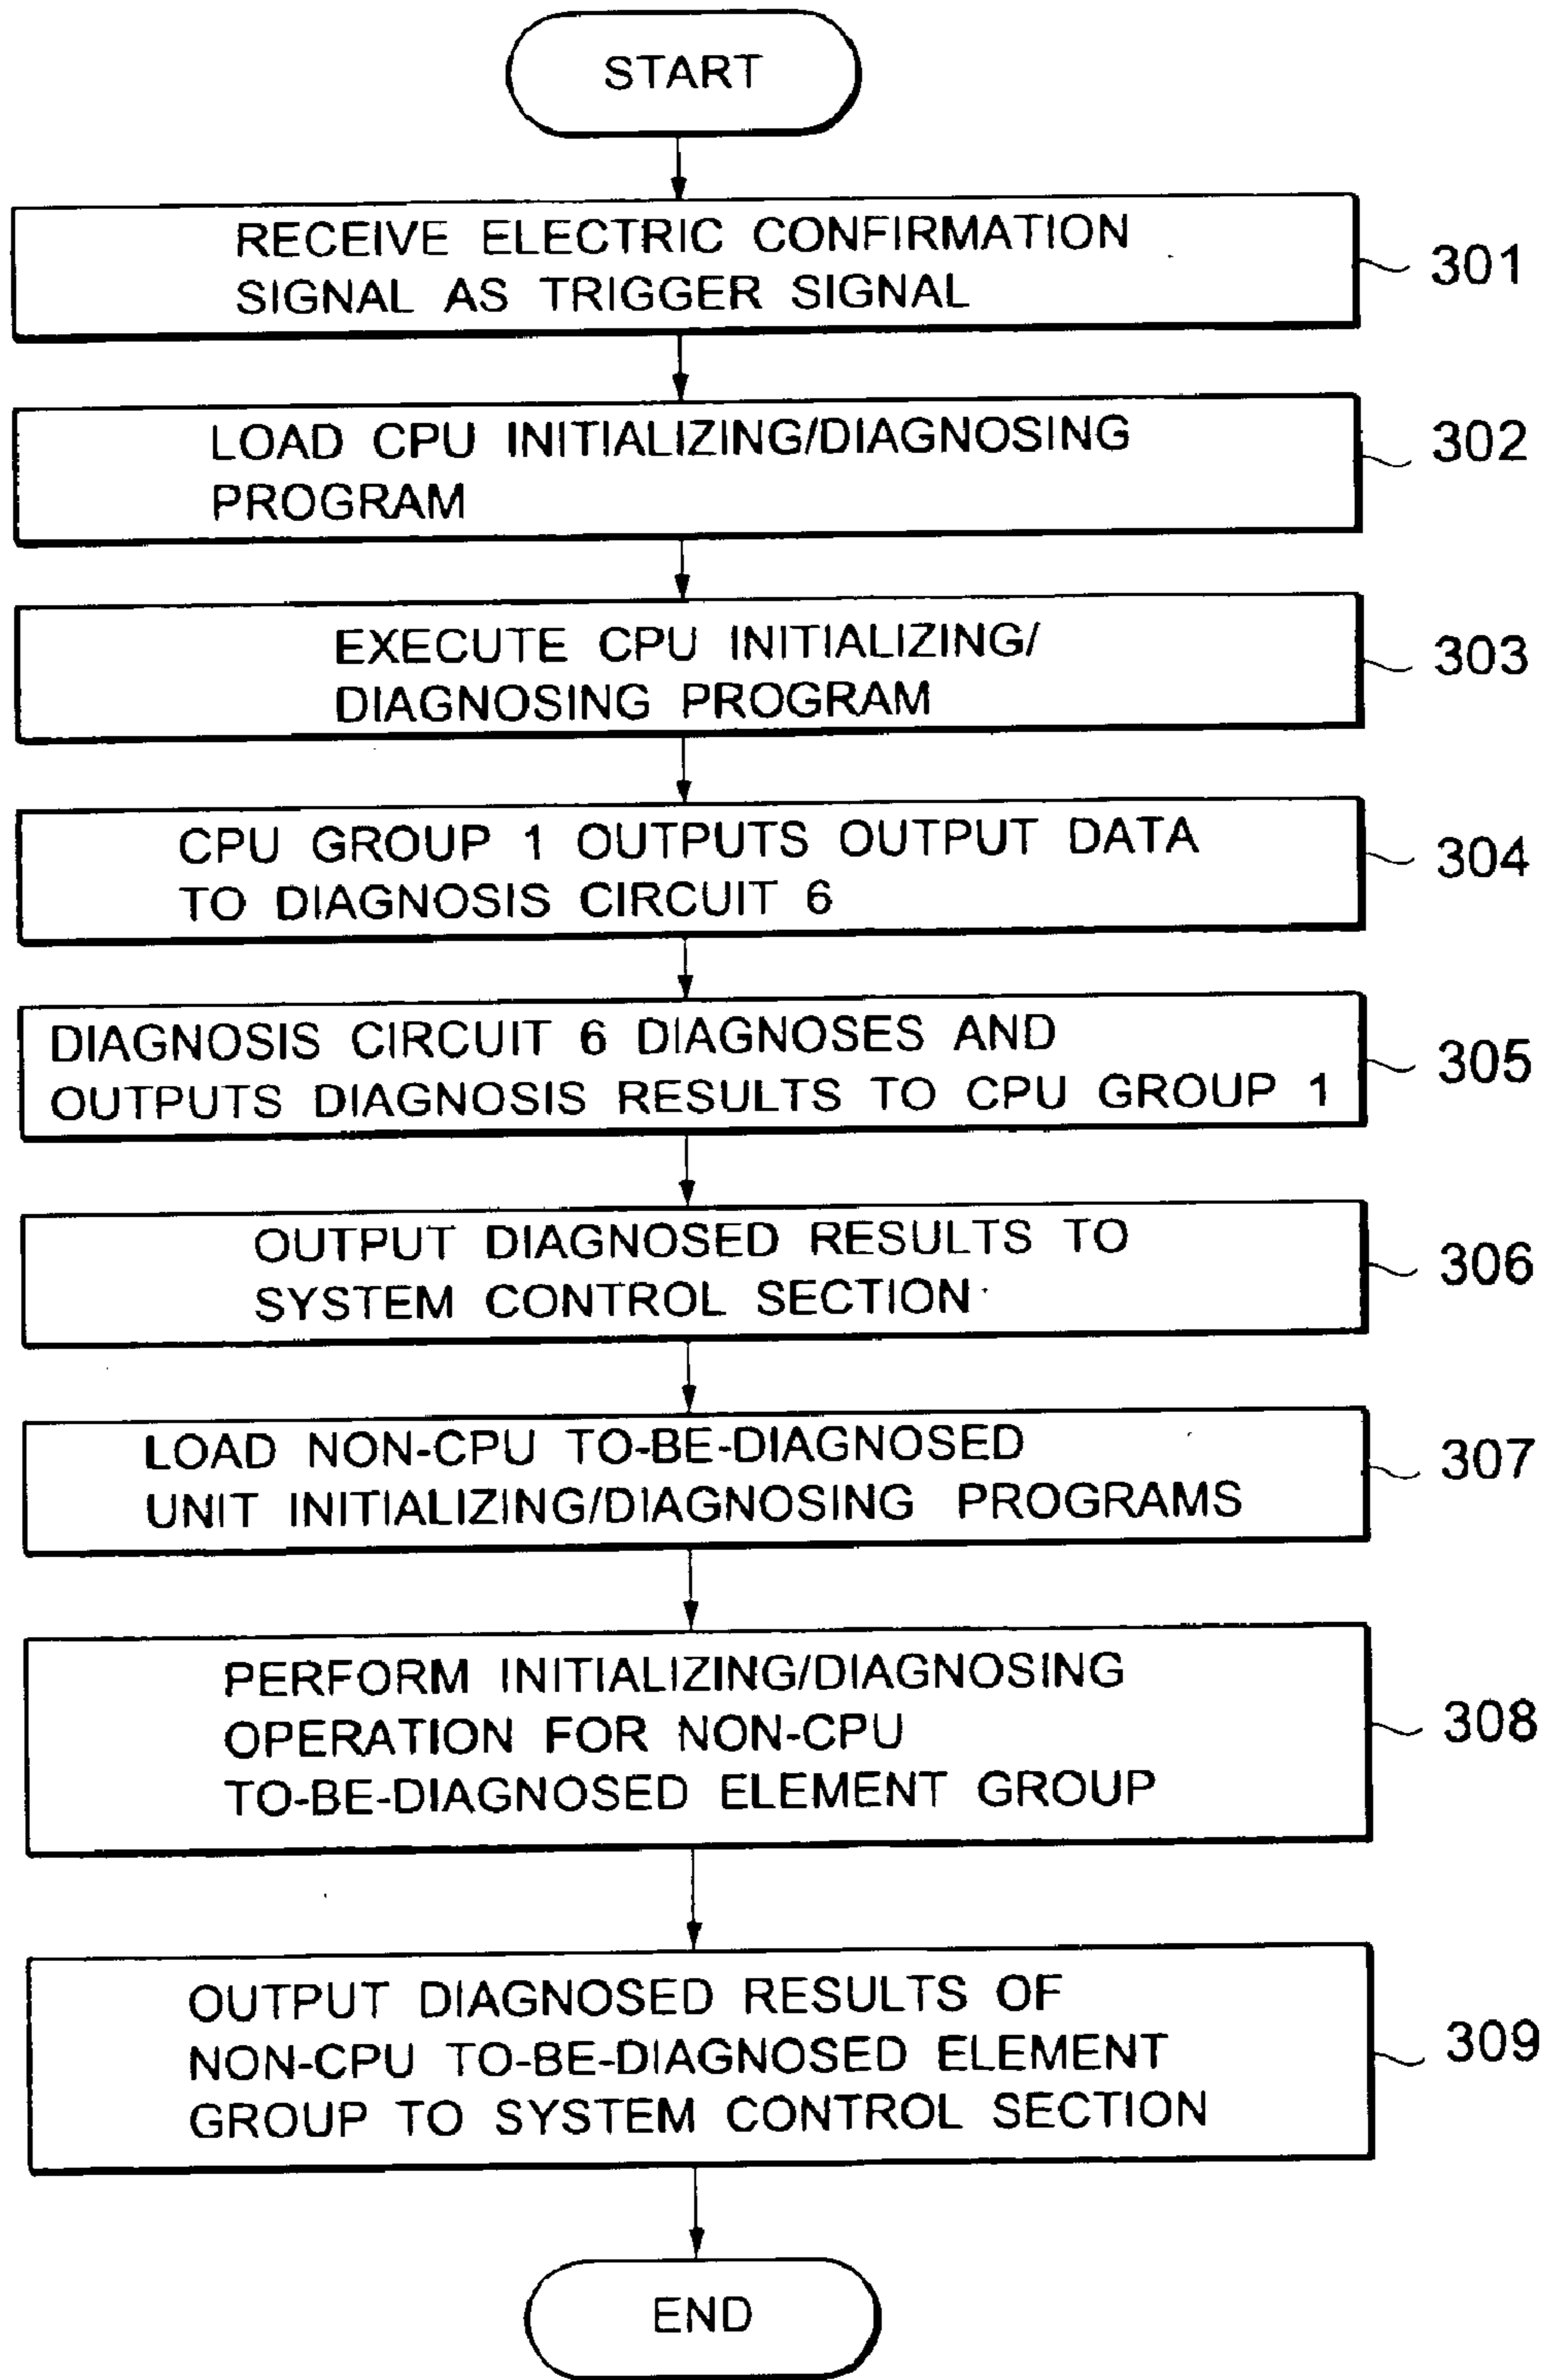 START
RECEIVE ELECTRIC CONFIRMATION
SIGNAL AS TRIGGER SIGNAL
301
LOAD CPU INITIALIZING/DIAGNOSING
PROGRAM
302
EXECUTE CPU INITIALIZING/
DIAGNOSING PROGRAM
303
CPU GROUP 1 OUTPUTS OUTPUT DATA
TO DIAGNOSIS CIRCUIT 6
304
DIAGNOSIS CIRCUIT 6 DIAGNOSES AND
OUTPUTS DIAGNOSIS RESULTS TO CPU GROUP 1
305
OUTPUT DIAGNOSED RESULTS TO
SYSTEM CONTROL SECTION
306
LOAD NON-CPU TO-BE-DIAGNOSED
UNIT INITIALIZING/DIAGNOSING PROGRAMS
307
PERFORM INITIALIZING/DIAGNOSING
OPERATION FOR NON-CPU
TO-BE-DIAGNOSED ELEMENT GROUP
308
OUTPUT DIAGNOSED RESULTS OF
NON-CPU TO-BE-DIAGNOSED ELEMENT
GROUP TO SYSTEM CONTROL SECTION
309
END